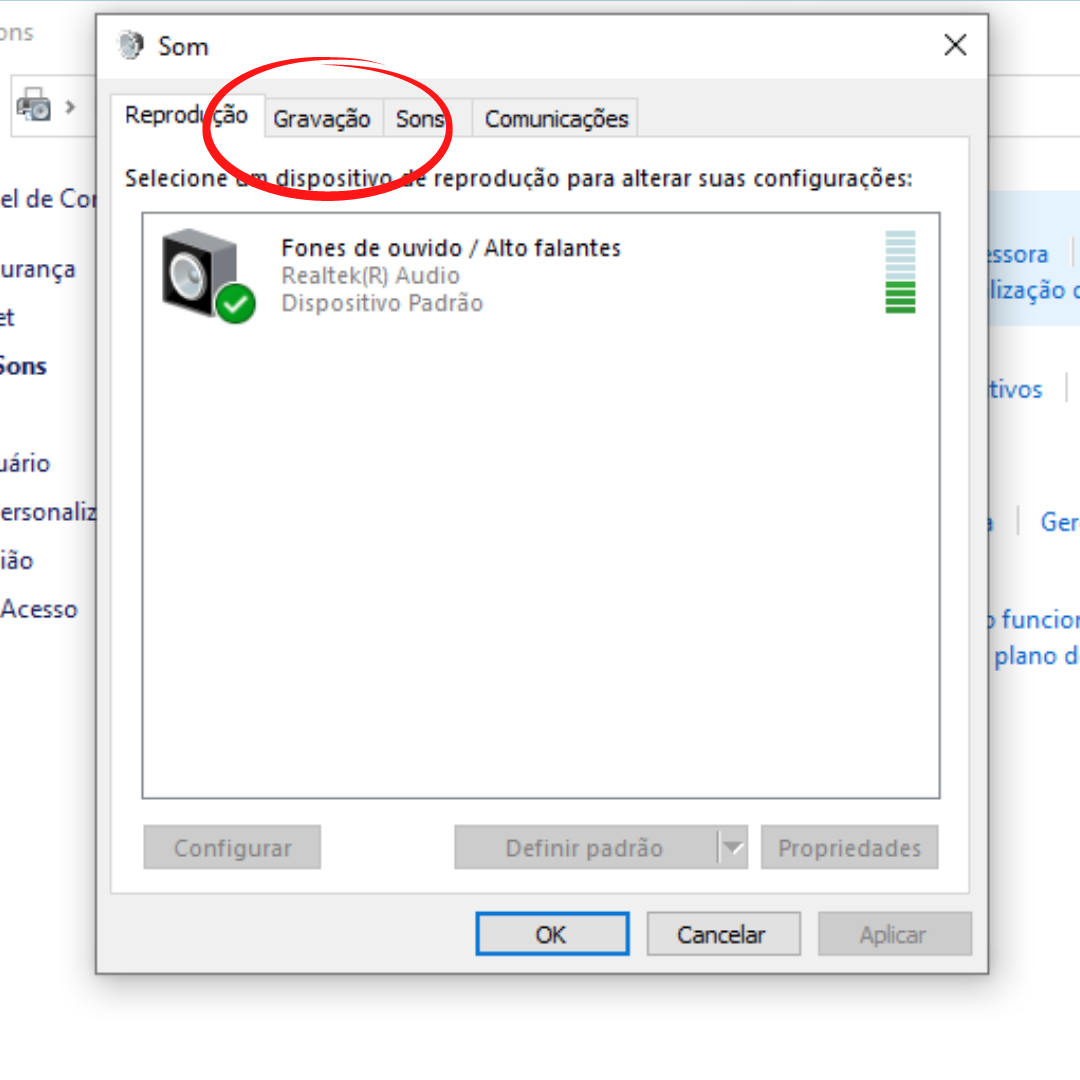 Som
Reprodução
Gravação
Sons
Comunicações
Selecione um dispositivo de reprodução para alterar suas configurações:
Fones de ouvido / Alto falantes
Realtek(R) Audio
Dispositivo Padrão
Configurar
Definir padrão
Propriedades
OK
Cancelar
Aplicar
ons
el de Con
urança
et
Sons
uário
ersonaliz
ião
Acesso
essora
lização d
tivos
a
Ger
o funcion
plano d